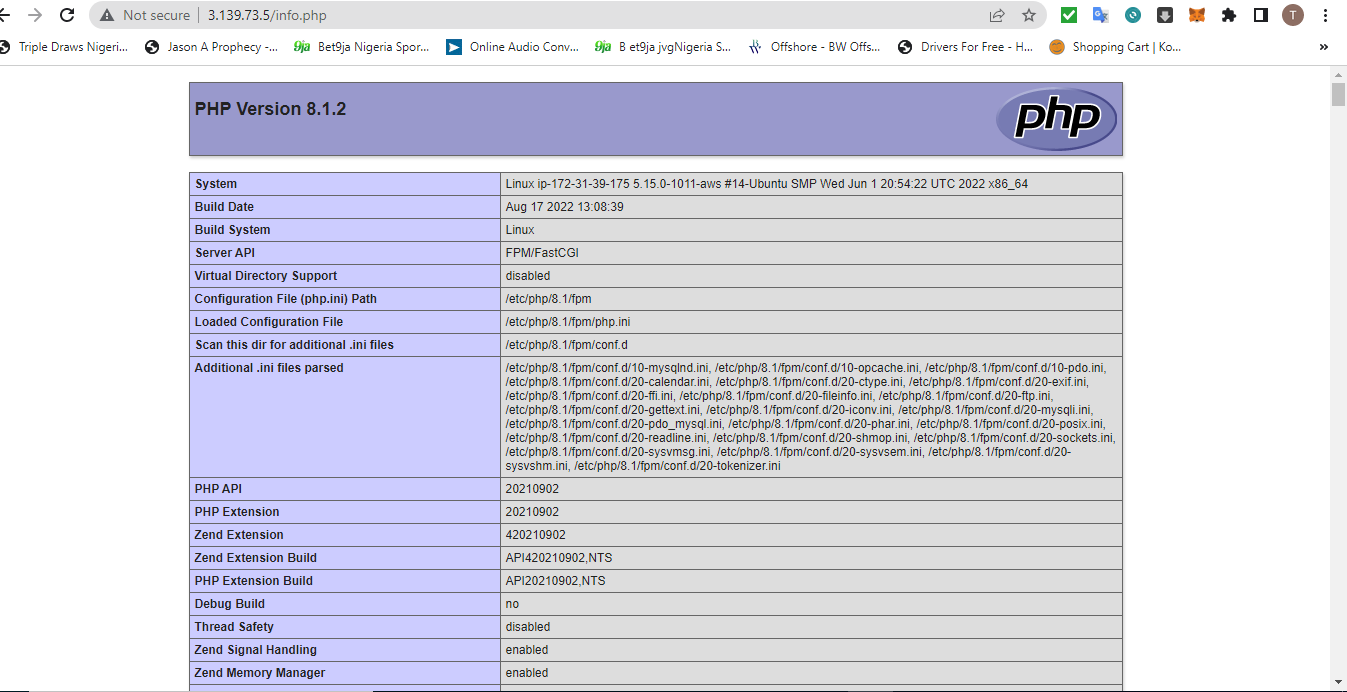 Not secure | 3.139.73.5/info.php
T
Triple Draws Nigeri... Jason A Prophecy -... 9ja Bet9ja Nigeria Spor... Online Audio Conv... 9ja B et9ja jvgNigeria S... Offshore - BW Offs... Drivers For Free - H... Shopping Cart | Ko... »
PHP Version 8.1.2
php
System Linux ip-172-31-39-175 5.15.0-1011-aws #14-Ubuntu SMP Wed Jun 1 20:54:22 UTC 2022 x86_64
Build Date Aug 17 2022 13:08:39
Build System Linux
Server API FPM/FastCGI
Virtual Directory Support disabled
Configuration File (php.ini) Path /etc/php/8.1/fpm
Loaded Configuration File /etc/php/8.1/fpm/php.ini
Scan this dir for additional .ini files /etc/php/8.1/fpm/conf.d
Additional .ini files parsed /etc/php/8.1/fpm/conf.d/10-mysqlnd.ini, /etc/php/8.1/fpm/conf.d/10-opcache.ini, /etc/php/8.1/fpm/conf.d/10-pdo.ini,
/etc/php/8.1/fpm/conf.d/20-calendar.ini, /etc/php/8.1/fpm/conf.d/20-ctype.ini, /etc/php/8.1/fpm/conf.d/20-exif.ini,
/etc/php/8.1/fpm/conf.d/20-ffi.ini, /etc/php/8.1/fpm/conf.d/20-fileinfo.ini, /etc/php/8.1/fpm/conf.d/20-ftp.ini,
/etc/php/8.1/fpm/conf.d/20-gettext.ini, /etc/php/8.1/fpm/conf.d/20-iconv.ini, /etc/php/8.1/fpm/conf.d/20-mysqli.ini,
/etc/php/8.1/fpm/conf.d/20-pdo_mysql.ini, /etc/php/8.1/fpm/conf.d/20-phar.ini, /etc/php/8.1/fpm/conf.d/20-posix.ini,
/etc/php/8.1/fpm/conf.d/20-readline.ini, /etc/php/8.1/fpm/conf.d/20-shmop.ini, /etc/php/8.1/fpm/conf.d/20-sockets.ini,
/etc/php/8.1/fpm/conf.d/20-sysvmsg.ini, /etc/php/8.1/fpm/conf.d/20-sysvsem.ini, /etc/php/8.1/fpm/conf.d/20-
sysvshm.ini, /etc/php/8.1/fpm/conf.d/20-tokenizer.ini
PHP API 20210902
PHP Extension 20210902
Zend Extension 420210902
Zend Extension Build API420210902,NTS
PHP Extension Build API20210902,NTS
Debug Build no
Thread Safety disabled
Zend Signal Handling enabled
Zend Memory Manager enabled